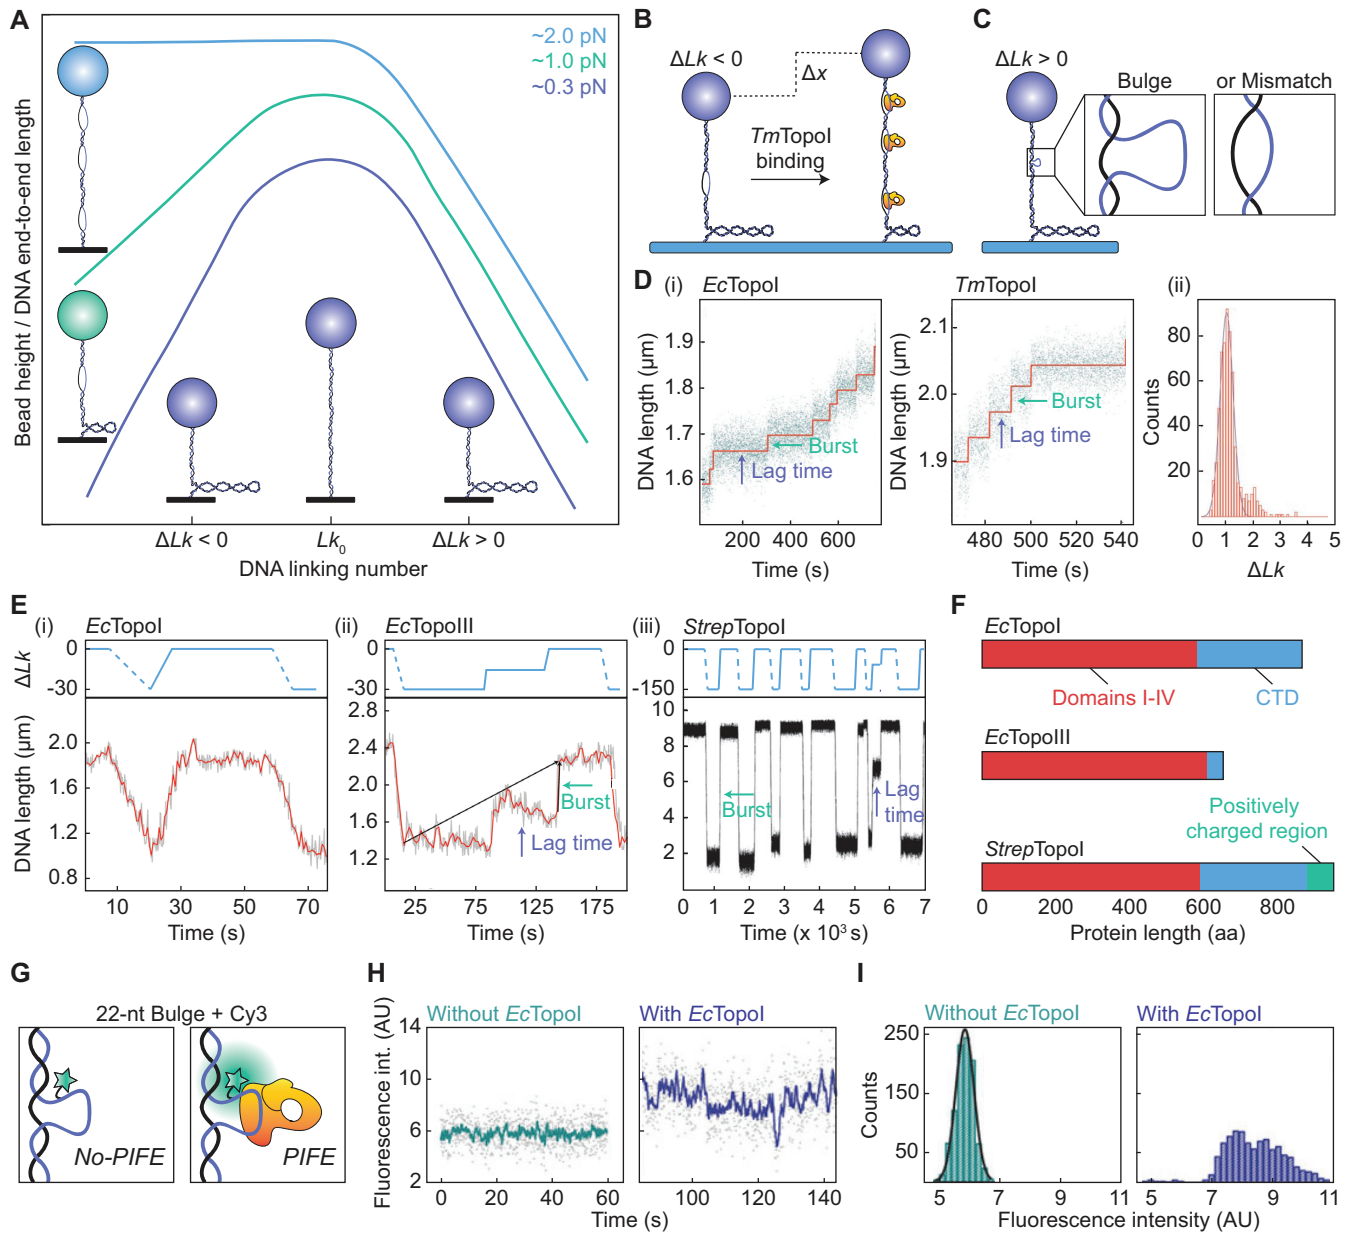 A
~2.0 pN
~1.0 pN
~0.3 pN
Bead height / DNA end-to-end length
ΔLk < 0
Lk0
ΔLk > 0
DNA linking number
B
ΔLk < 0
Δx
TmTopoI
binding
C
ΔLk > 0
Bulge
or Mismatch
D
(i)
EcTopoI
DNA length (μm)
1.9
1.8
1.7
1.6
Burst
Lag time
200 400 600
Time (s)
TmTopoI
DNA length (μm)
2.1
2.0
1.9
Burst
Lag time
480 500 520 540
Time (s)
(ii)
Counts
80
60
40
20
0 1 2 3 4 5
ΔLk
E
(i)
EcTopoI
ΔLk
0
-30
DNA length (μm)
2.0
1.6
1.2
0.8
10 30 50 70
Time (s)
(ii)
EcTopoIII
0
-30
2.4
2.0
1.6
1.2
Burst
Lag time
25 75 125 175
Time (s)
(iii)
StrepTopoI
0
-150
10
8
6
4
2
Burst
Lag
time
0 1 2 3 4 5 6 7
Time (x 10³ s)
F
EcTopoI
Domains I-IV
CTD
EcTopoIII
Positively
charged region
StrepTopoI
0 200 400 600 800
Protein length (aa)
G
22-nt Bulge + Cy3
No-PIFE
PIFE
H
Without EcTopoI
With EcTopoI
Fluorescence int. (AU)
14
10
6
2
0 20 40 60
100 120 140
Time (s)
I
Without EcTopoI
With EcTopoI
Counts
250
150
50
5 7 9 11
5 7 9 11
Fluorescence intensity (AU)